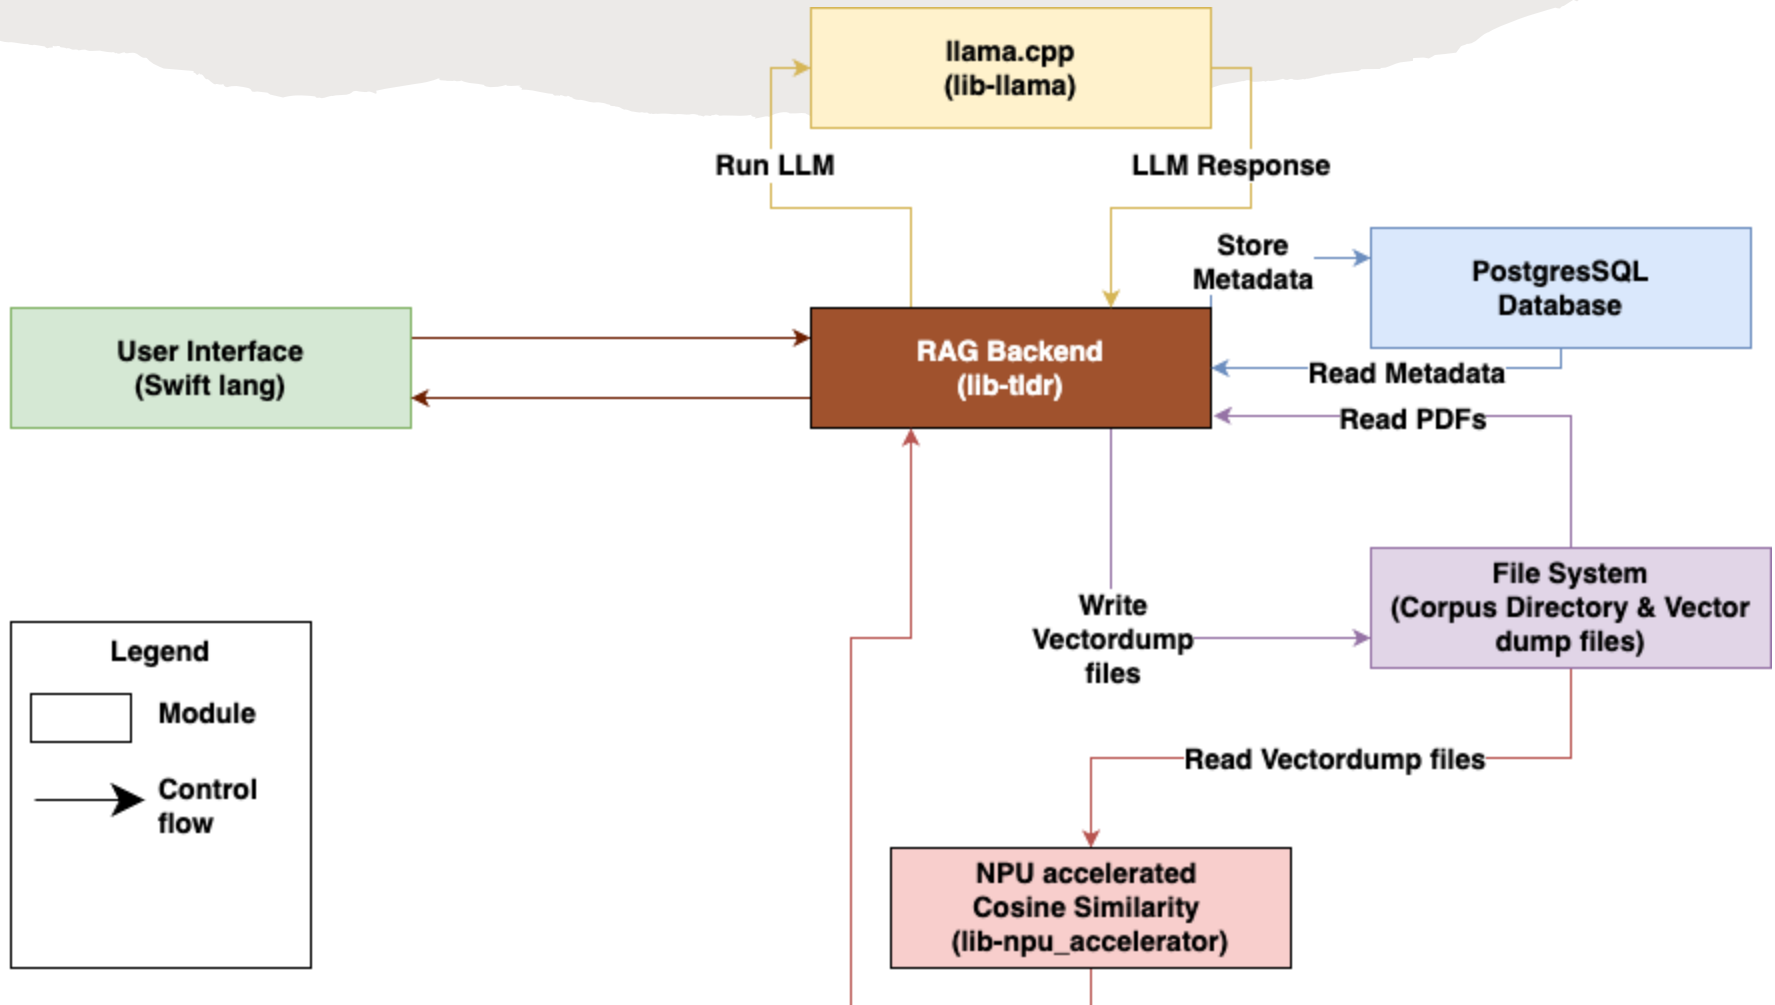 llama.cpp
(lib-llama)
Run LLM
LLM Response
Store
Metadata
PostgresSQL
Database
User Interface
(Swift lang)
RAG Backend
(lib-tldr)
Read Metadata
Read PDFs
File System
(Corpus Directory & Vector
dump files)
Write
Vectordump
files
Legend
Module
Control
flow
Read Vectordump files
NPU accelerated
Cosine Similarity
(lib-npu_accelerator)